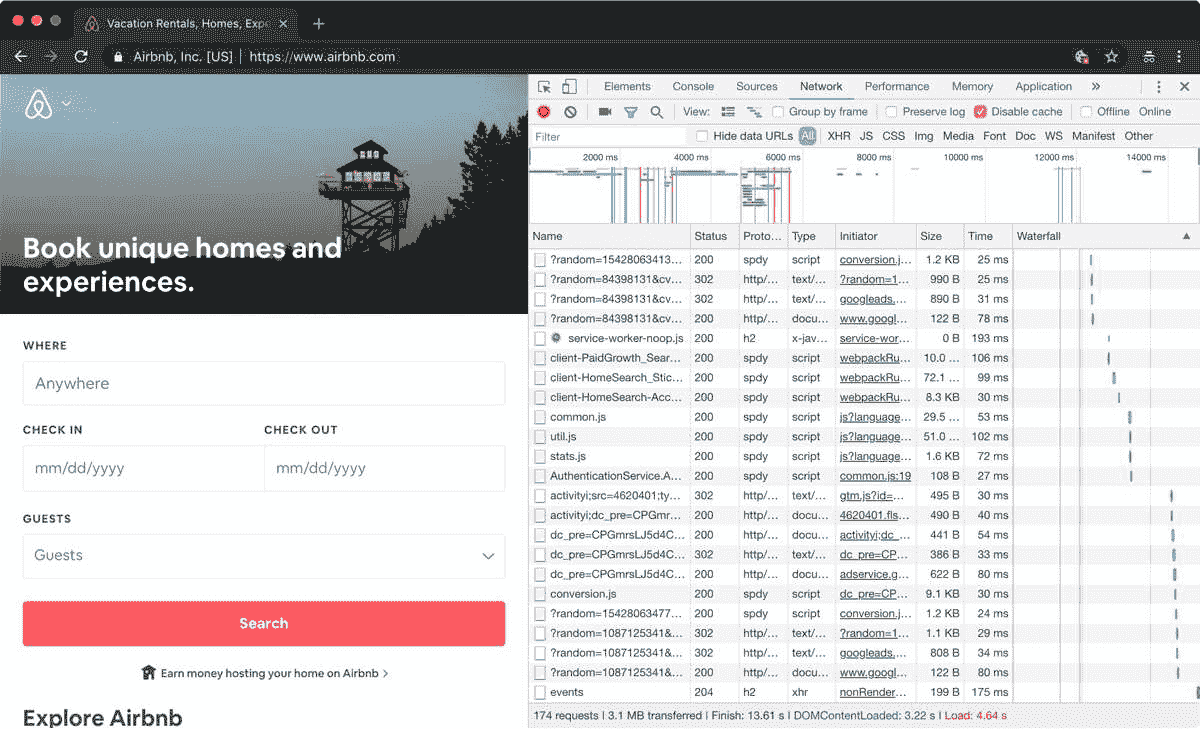 Vacation Rentals, Homes, Expe
Airbnb, Inc. [US] | https://www.airbnb.com
Book unique homes and
experiences.
WHERE
Anywhere
CHECK IN CHECK OUT
mm/dd/yyyy mm/dd/yyyy
GUESTS
Guests
Search
Earn money hosting your home on Airbnb >
Explore Airbnb
Elements Console Sources Network Performance Memory Application »
View: Group by frame Preserve log Disable cache Offline Online
Filter Hide data URLs All XHR JS CSS Img Media Font Doc WS Manifest Other
2000 ms 4000 ms 6000 ms 8000 ms 10000 ms 12000 ms 14000 ms
Name Status Proto... Type Initiator Size Time Waterfall
?random=15428063413... 200 spdy script conversion.j... 1.2 KB 25 ms
?random=84398131&cv... 302 http/... text/... ?random=1... 990 B 25 ms
?random=84398131&cv... 302 http/... text/... googleads.... 890 B 31 ms
?random=84398131&cv... 200 http/... docu... www.googl... 122 B 78 ms
service-worker-noop.js 200 h2 x-jav... service-wor... 0 B 193 ms
client-PaidGrowth_Sear... 200 spdy script webpackRu... 10.0 ... 106 ms
client-HomeSearch_Stic... 200 spdy script webpackRu... 72.1 ... 99 ms
client-HomeSearch-Acc... 200 spdy script webpackRu... 8.3 KB 30 ms
common.js 200 spdy script js?language... 29.5 ... 53 ms
util.js 200 spdy script js?language... 51.0 ... 102 ms
stats.js 200 spdy script js?language... 1.6 KB 72 ms
AuthenticationService.A... 200 spdy script common.js:19 108 B 27 ms
activityi;src=4620401;ty... 302 http/... text/... gtm.js?id=... 495 B 30 ms
activityi;dc_pre=CPGmr... 200 http/... docu... 4620401.fls... 490 B 40 ms
dc_pre=CPGmrsLJ5d4C... 200 http/... docu... activityi;dc_... 441 B 54 ms
dc_pre=CPGmrsLJ5d4C... 302 http/... text/... dc_pre=CP... 386 B 33 ms
dc_pre=CPGmrsLJ5d4C... 200 http/... docu... adservice.g... 622 B 80 ms
conversion.js 200 spdy script dc_pre=CP... 9.1 KB 30 ms
?random=15428063477... 200 spdy script conversion.j... 1.2 KB 24 ms
?random=1087125341&... 302 http/... text/... ?random=1... 1.1 KB 29 ms
?random=1087125341&... 302 http/... text/... googleads.... 808 B 34 ms
?random=1087125341&... 200 http/... docu... www.googl... 122 B 80 ms
events 204 h2 xhr nonRender... 199 B 175 ms
174 requests | 3.1 MB transferred | Finish: 13.61 s | DOMContentLoaded: 3.22 s | Load: 4.64 s